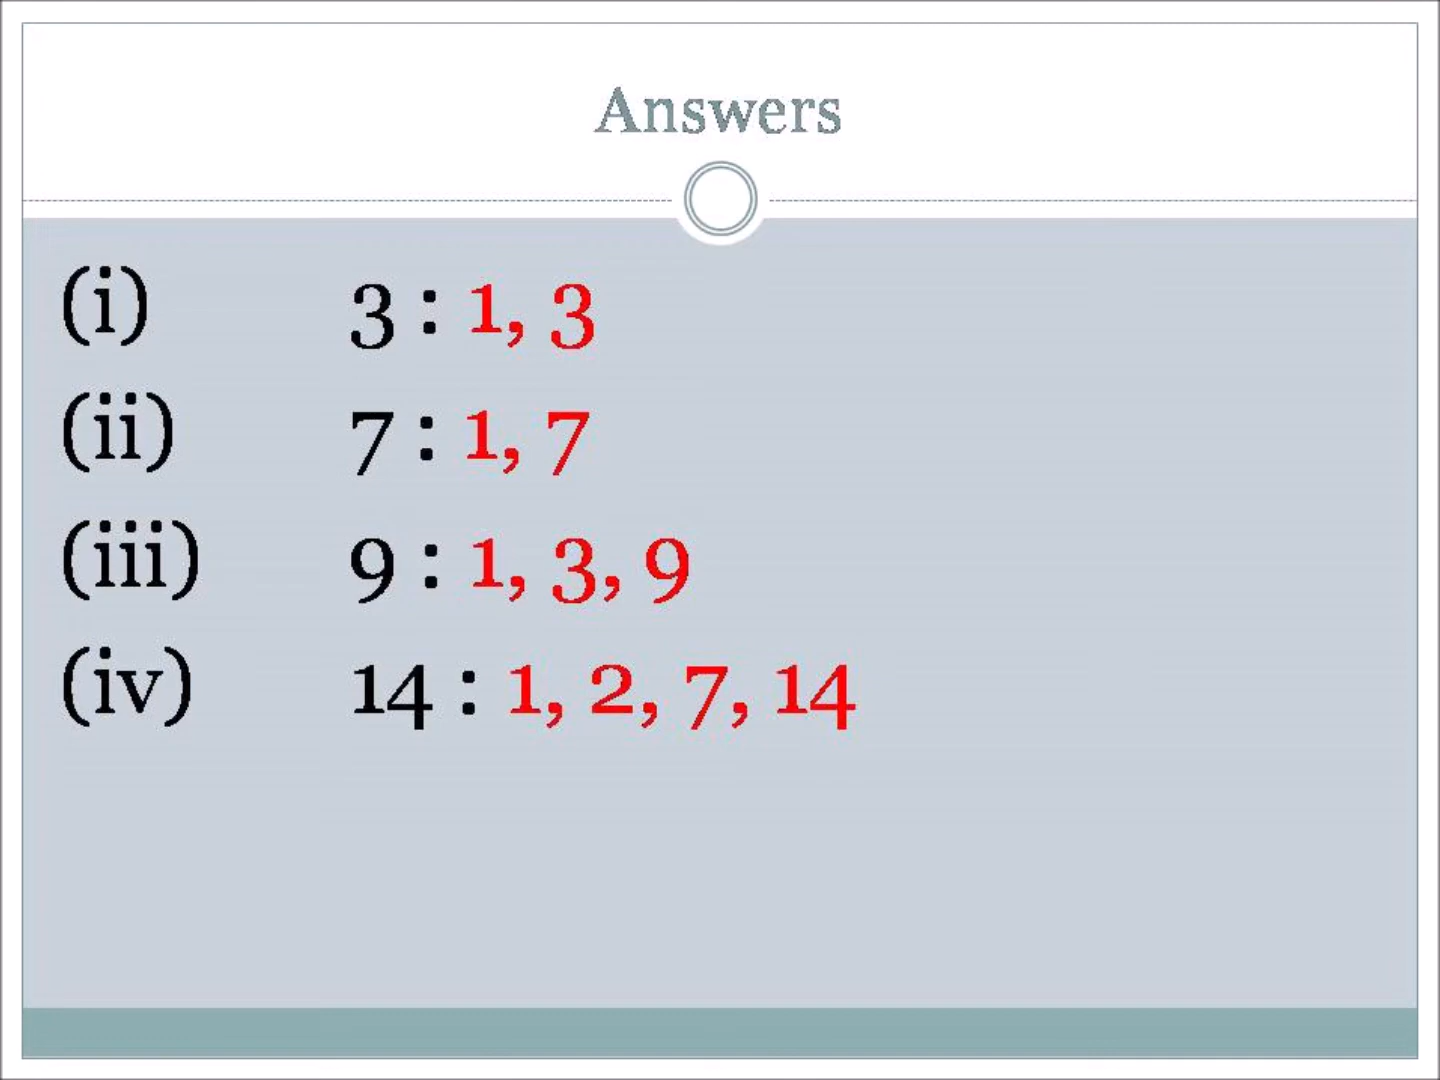 Answers
(i) 3 : 1, 3
(ii) 7 : 1, 7
(iii) 9 : 1, 3, 9
(iv) 14 : 1, 2, 7, 14